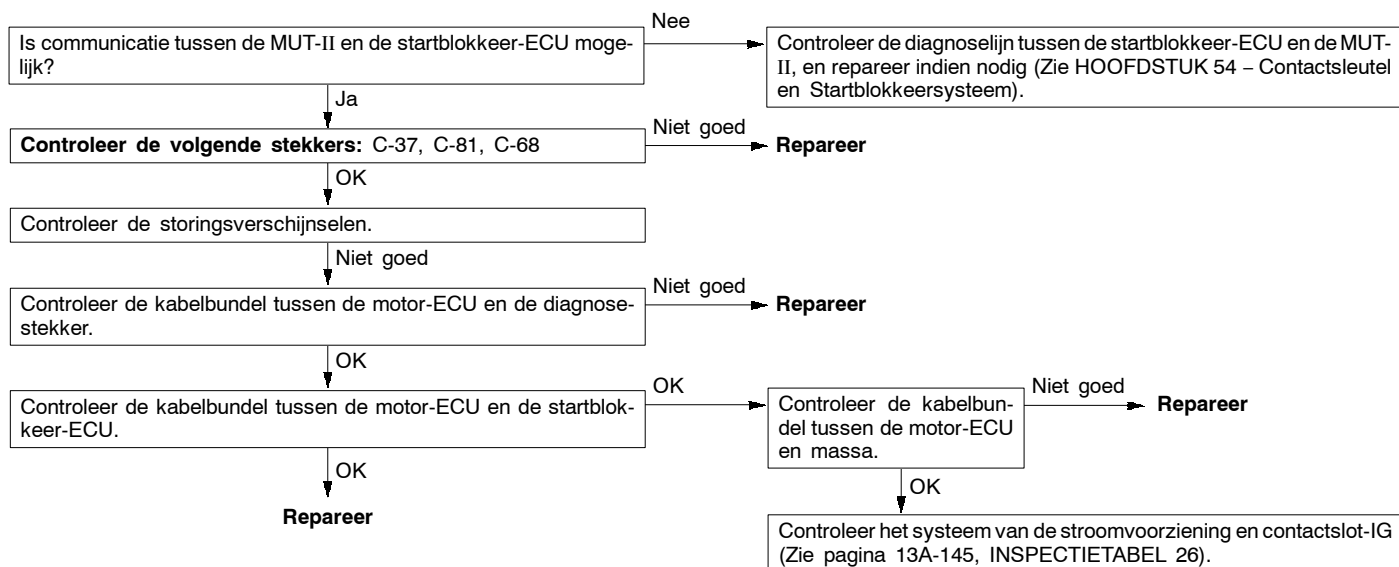 Is communicatie tussen de MUT-II en de startblokkeer-ECU moge-
lijk?
Nee
Controleer de diagnoselijn tussen de startblokkeer-ECU en de MUT-
II, en repareer indien nodig (Zie HOOFDSTUK 54 – Contactsleutel
en Startblokkeersysteem).
Ja
Controleer de volgende stekkers: C-37, C-81, C-68
Niet goed
Repareer
OK
Controleer de storingsverschijnselen.
Niet goed
Controleer de kabelbundel tussen de motor-ECU en de diagnose-
stekker.
Niet goed
Repareer
OK
Controleer de kabelbundel tussen de motor-ECU en de startblok-
keer-ECU.
OK
Controleer de kabelbun-
del tussen de motor-ECU
en massa.
Niet goed
Repareer
OK
Repareer
OK
Controleer het systeem van de stroomvoorziening en contactslot-IG
(Zie pagina 13A-145, INSPECTIETABEL 26).